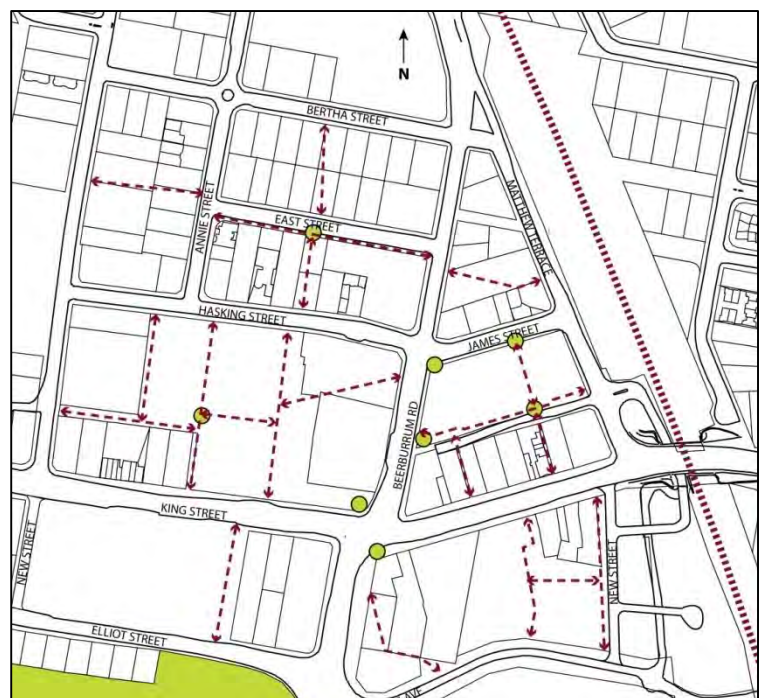 N
BERTHA STREET
ANNIE STREET
EAST STREET
MATTHEW TERRACE
HASKING STREET
JAMES STREET
BEERBURRUM RD
KING STREET
NEW STREET
NEW STREET
ELLIOT STREET
AVE